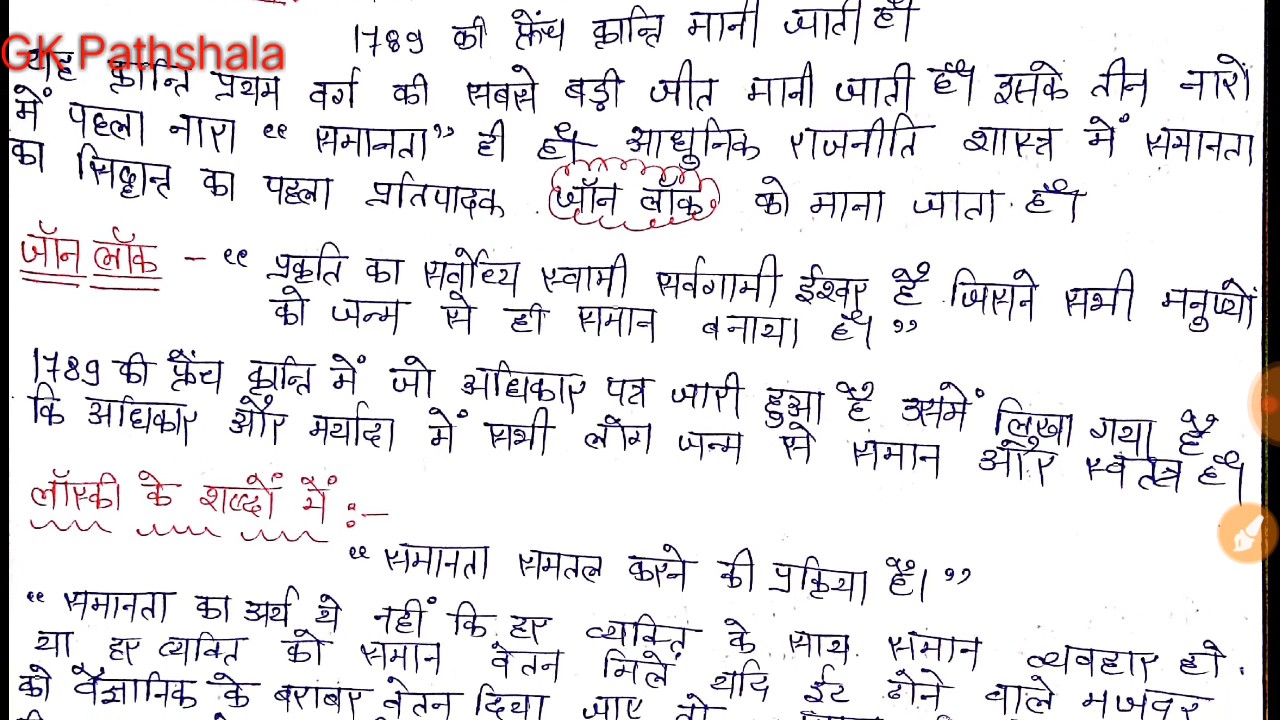 1789 की फ्रेंच क्रान्ति मानी जाती है।
GK Pathshala
यह क्रान्ति प्रथम वर्ग की सबसे बड़ी जीत मानी जाती है। इसके तीन नारो
में पहला नारा “ समानता” ही है। आधुनिक राजनीति शास्त्र में समानता
का सिद्धान्त का पहला प्रतिपादक जॉन लॉक को माना जाता है।
जॉन लॉक - “ प्रकृति का सर्वोच्च स्वामी सर्वगामी ईश्वर है जिसने सभी मनुष्यों
को जन्म से ही समान बनाया है। ”
1789 की फ्रेंच क्रान्ति में जो अधिकार पत्र जारी हुआ है उसमें लिखा गया है
कि अधिकार और मर्यादा में सभी लोग जन्म से समान और स्वतंत्र है।
लॉस्की के शब्दों में :-
“ समानता समतल करने की प्रक्रिया है। ”
“ समानता का अर्थ ये नहीं कि हर व्यक्ति के साथ समान व्यवहार हो .
या हर व्यक्ति को समान वेतन मिलें यदि ईट ढोने वाले मजदूर
को वैज्ञानिक के बराबर वेतन दिया जाए तो